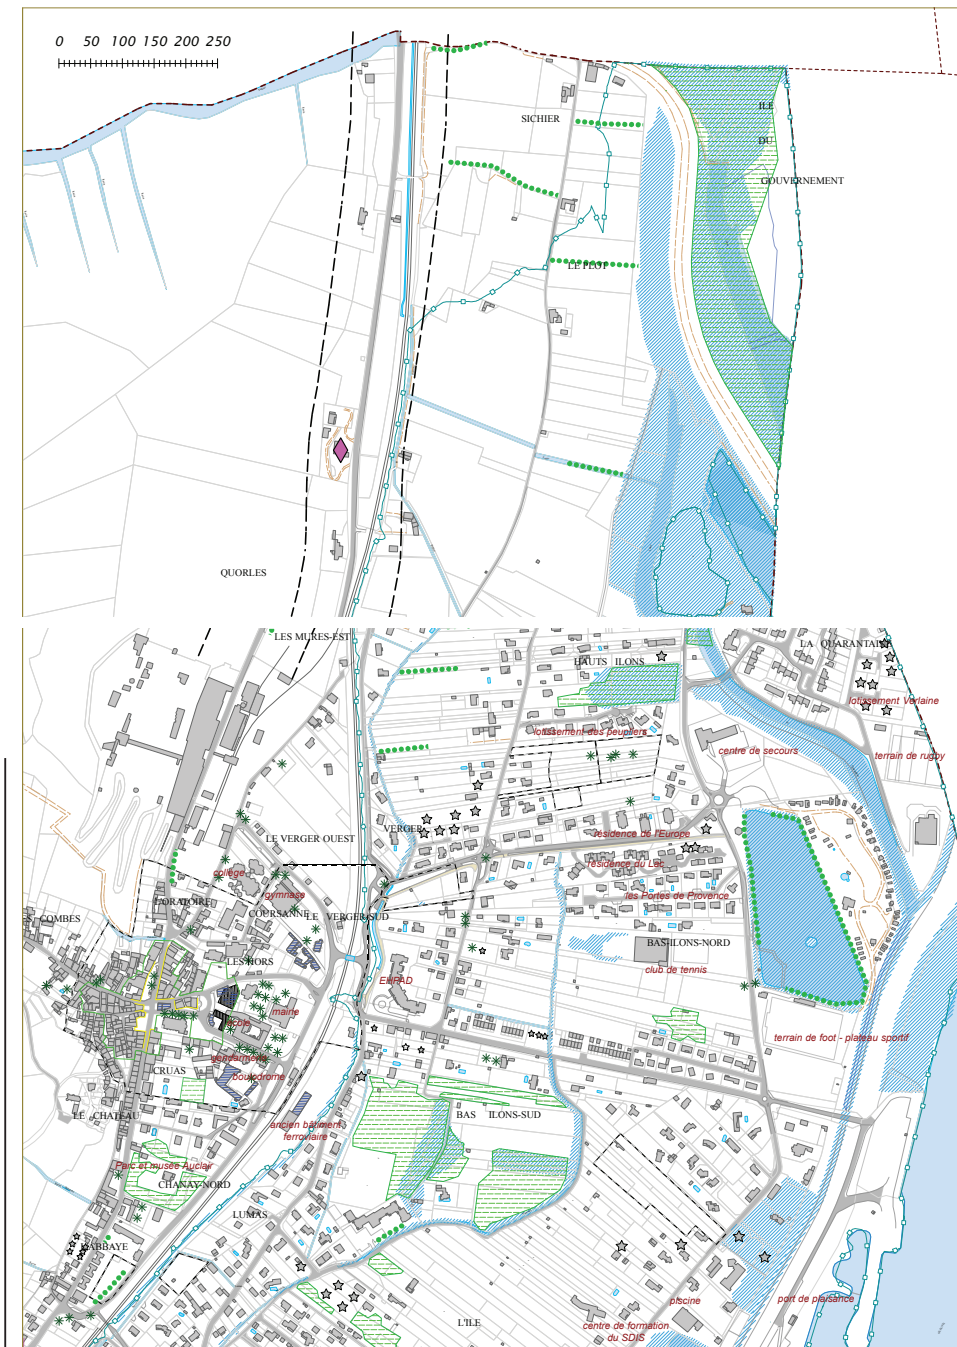 0 50 100 150 200 250
ILE
SICHIER
DU
GOUVERNEMENT
LE PLOT
QUORLES
LES MURES-EST
LA QUARANTAINE
HAUTS ILONS
lotissement Verlaine
lotissement des peupliers
centre de secours
terrain de rugby
VERGER
LE VERGER OUEST
résidence de l'Europe
résidence du Lac
collège
gymnase
les Portes de Provence
L'ORATOIRE
COURSANNE
LE VERGER-SUD
COMBES
BAS-ILONS-NORD
LES HORS
club de tennis
EHPAD
mairie
école
terrain de foot - plateau sportif
gendarmerie
CRUAS
boulodrome
LE CHATEAU
BAS ILONS-SUD
ancien bâtiment
ferroviaire
Parc et musée Auclair
CHANAY-NORD
LUMAS
L'ABBAYE
port de plaisance
piscine
L'ILE
centre de formation
du SDIS